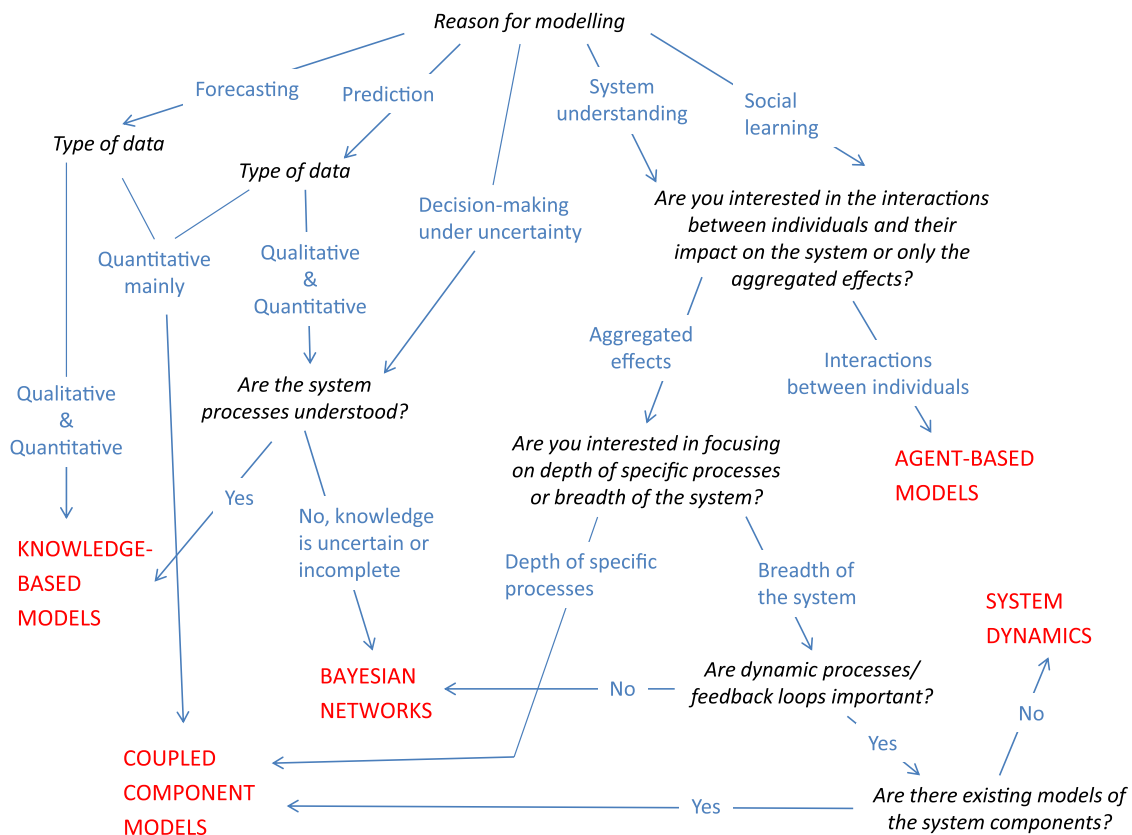 Reason for modelling
Forecasting
Prediction
System
understanding
Social
learning
Type of data
Type of data
Decision-making
under uncertainty
Are you interested in the interactions
between individuals and their
impact on the system or only the
aggregated effects?
Quantitative
mainly
Qualitative
&
Quantitative
Aggregated
effects
Interactions
between individuals
Qualitative
&
Quantitative
Are the system
processes understood?
Are you interested in focusing
on depth of specific processes
or breadth of the system?
AGENT-BASED
MODELS
Yes
No, knowledge
is uncertain or
incomplete
Depth of specific
processes
Breadth of
the system
KNOWLEDGE-
BASED
MODELS
SYSTEM
DYNAMICS
BAYESIAN
NETWORKS
No
Are dynamic processes/
feedback loops important?
Yes
No
COUPLED
COMPONENT
MODELS
Yes
Are there existing models of
the system components?